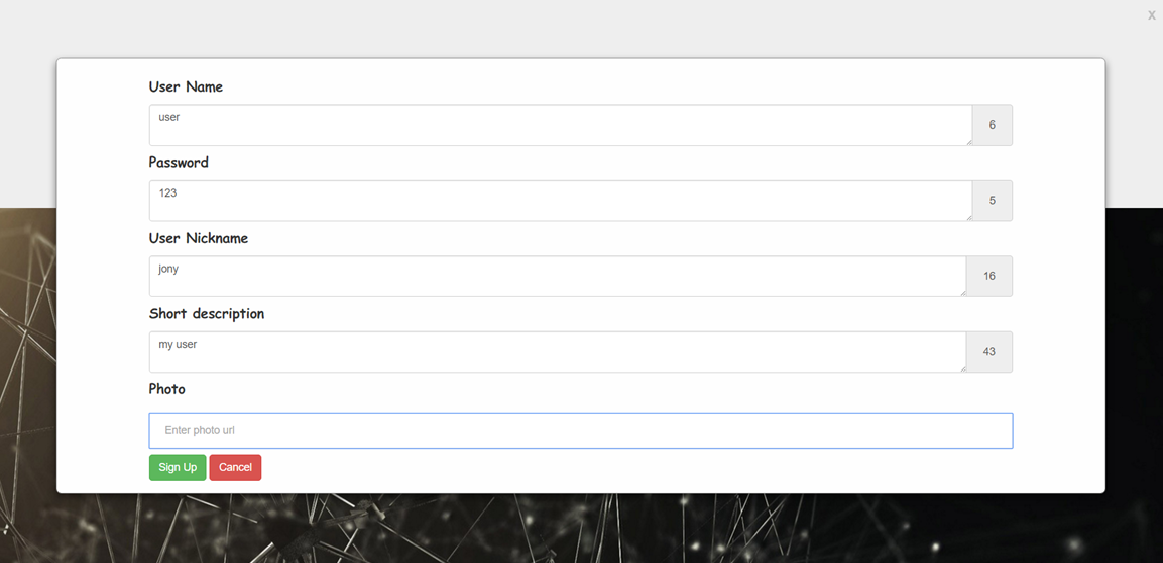 X
User Name
user 6
Password
123 5
User Nickname
jony 16
Short description
my user 43
Photo
Enter photo url
Sign Up Cancel